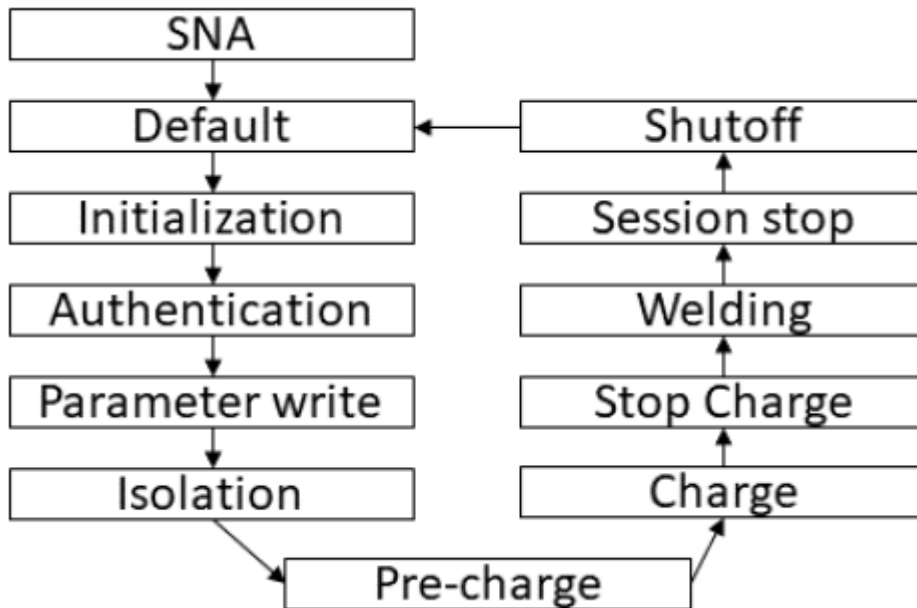 SNA
Default
Initialization
Authentication
Parameter write
Isolation
Pre-charge
Charge
Stop Charge
Welding
Session stop
Shutoff